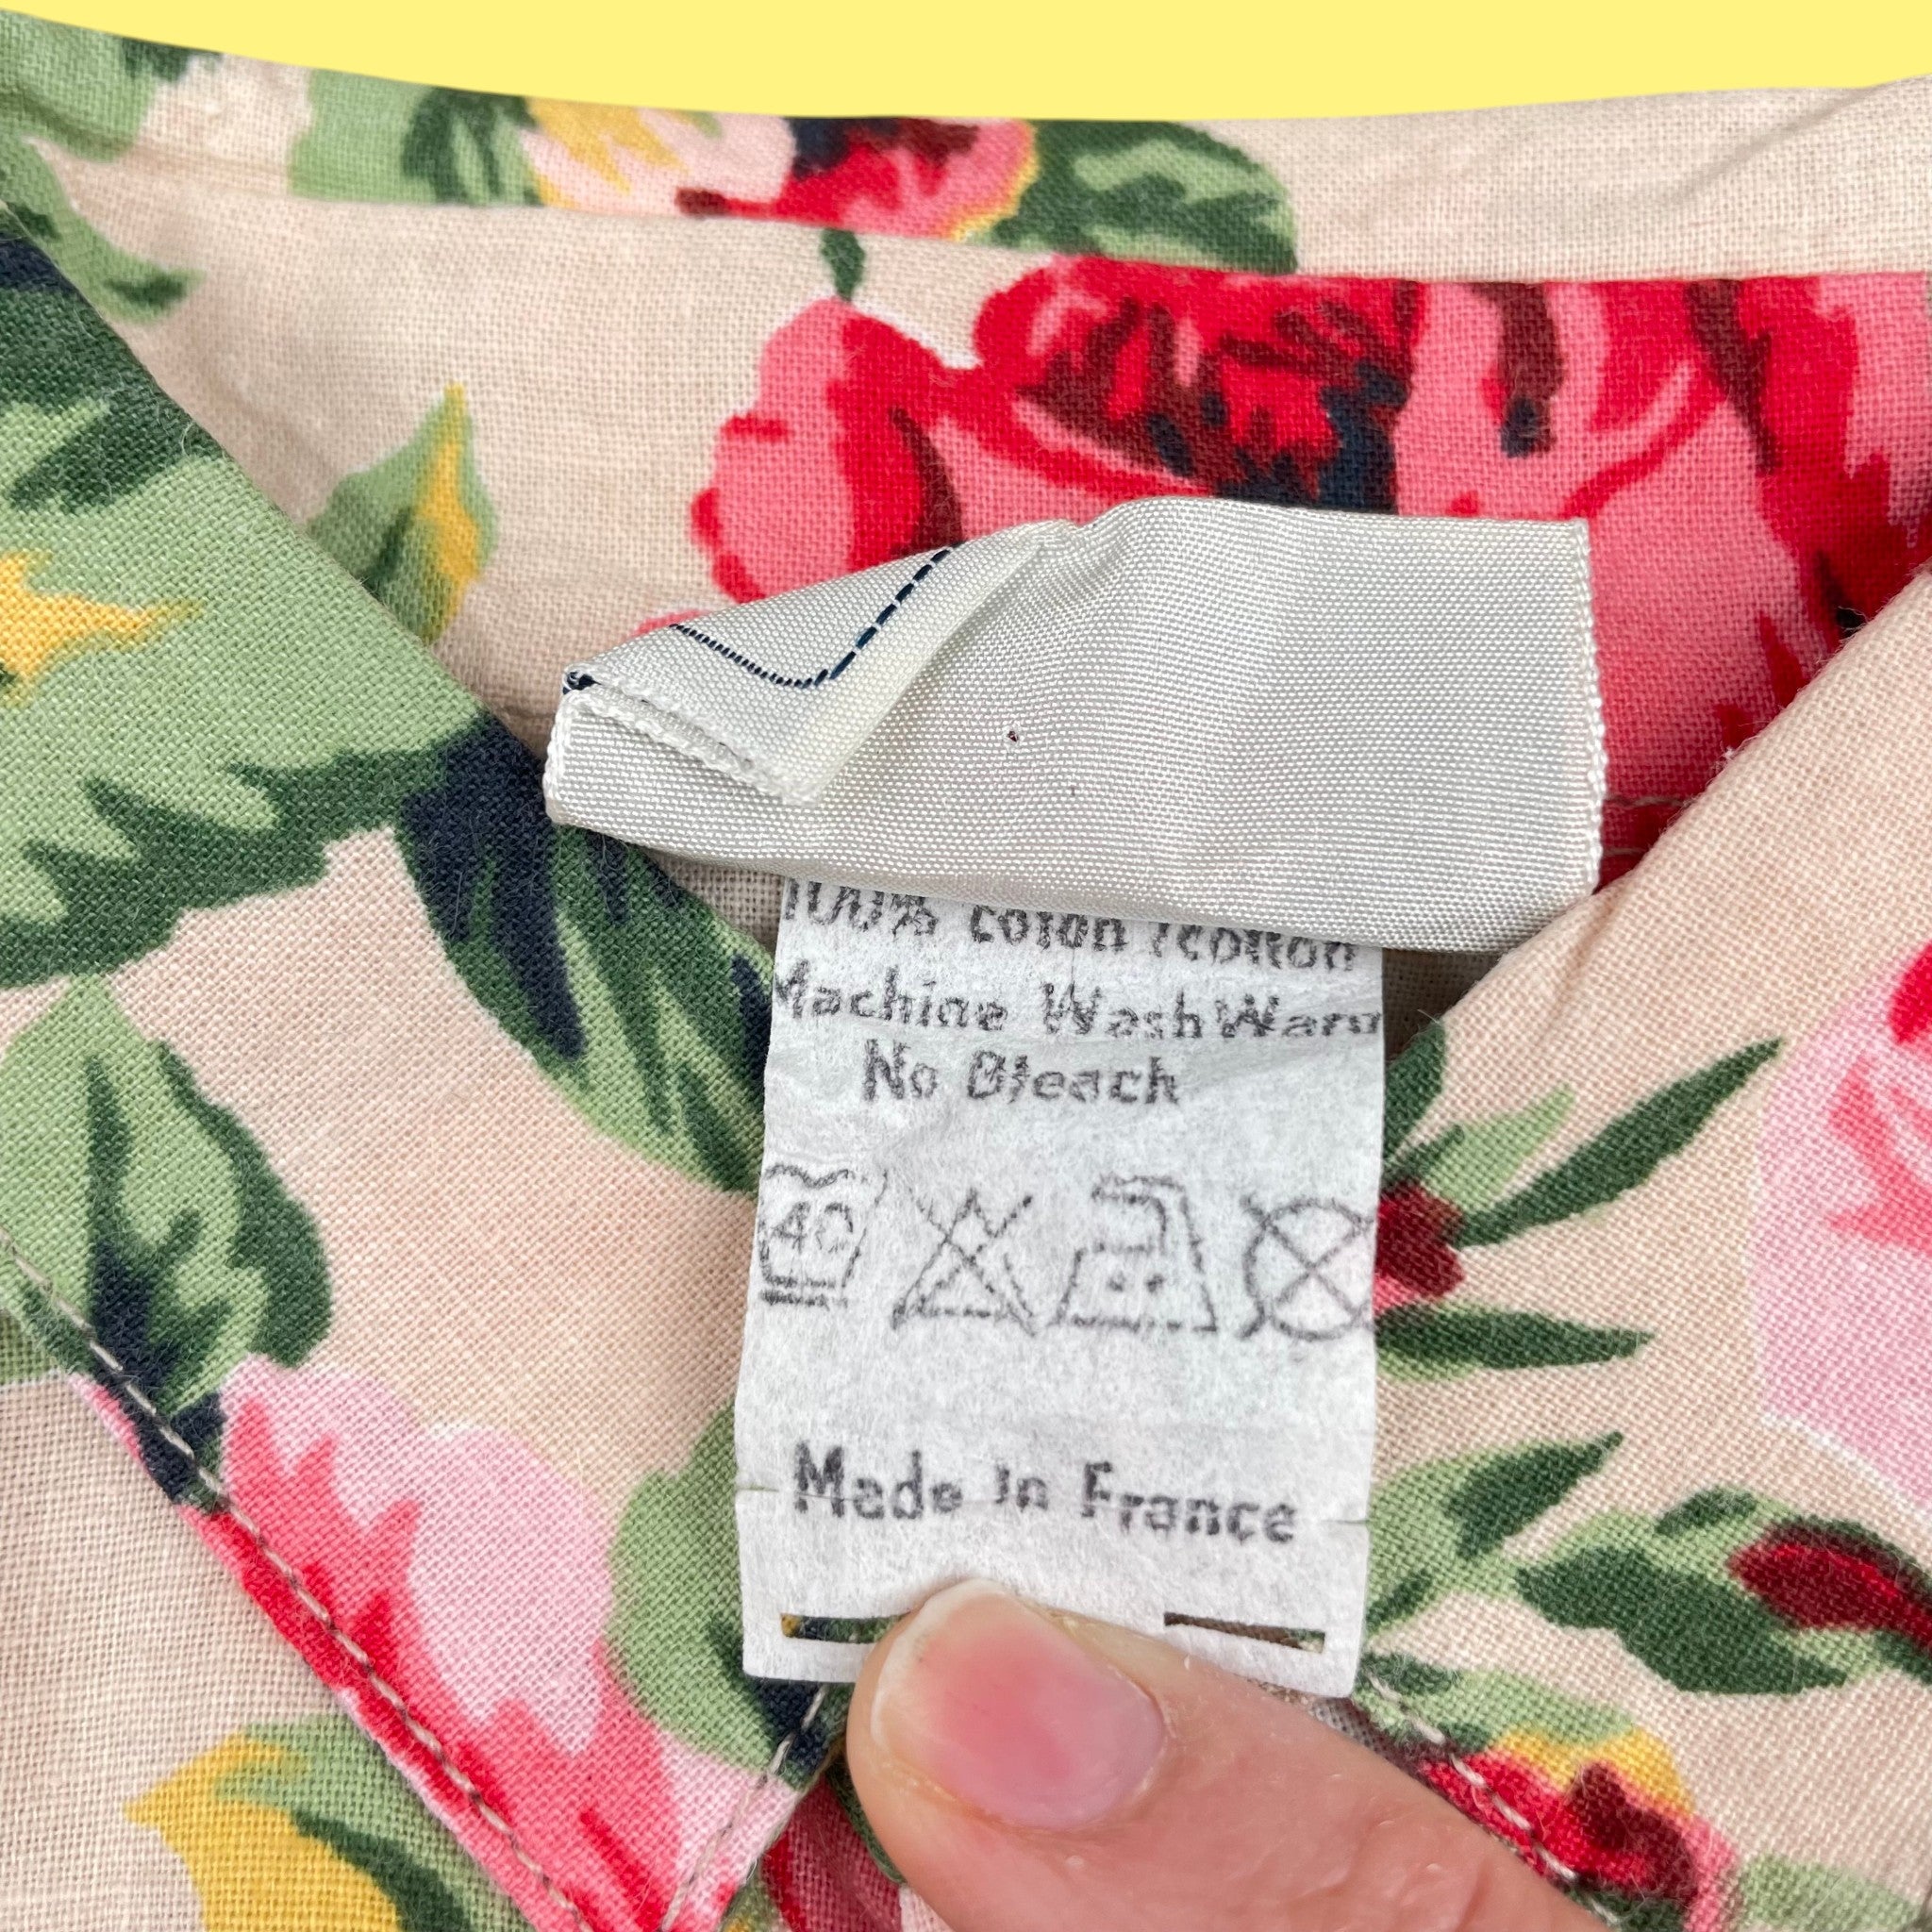 100% coton /cotton
Machine Wash Warm
No Bleach
40
Made in France